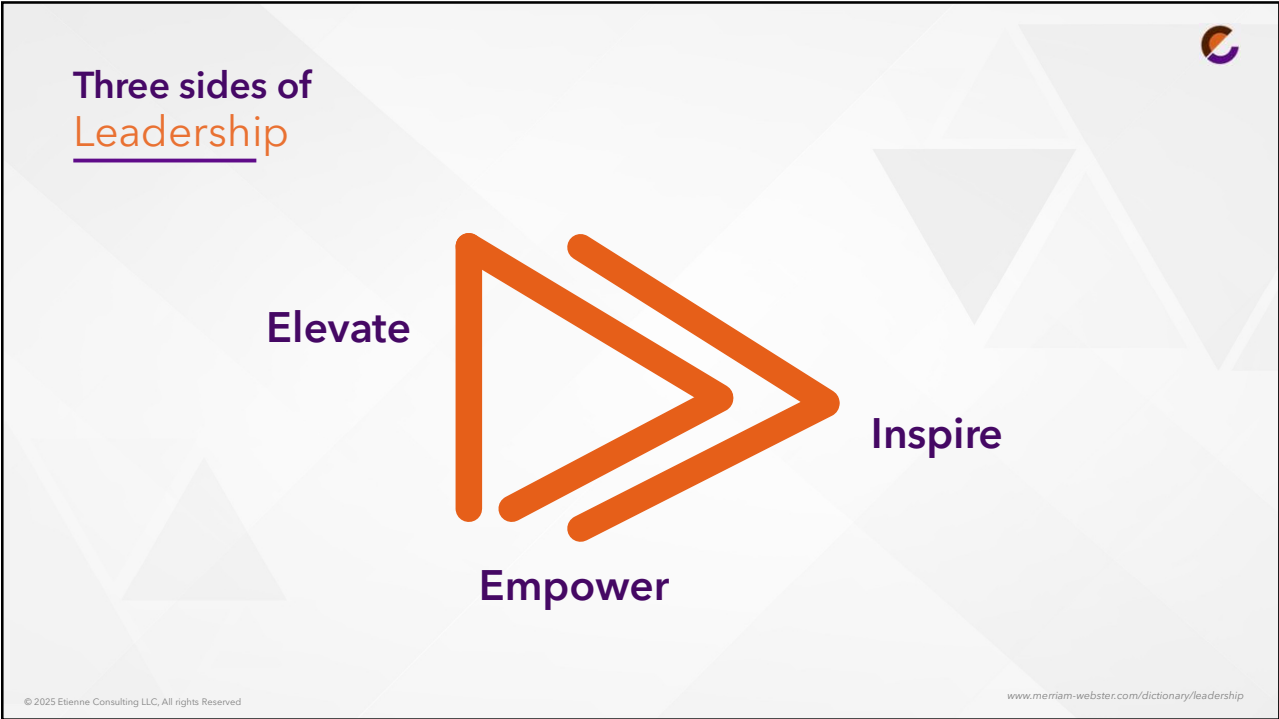 Three sides of
Leadership
Elevate
Inspire
Empower
© 2025 Etienne Consulting LLC, All rights Reserved
www.merriam-webster.com/dictionary/leadership